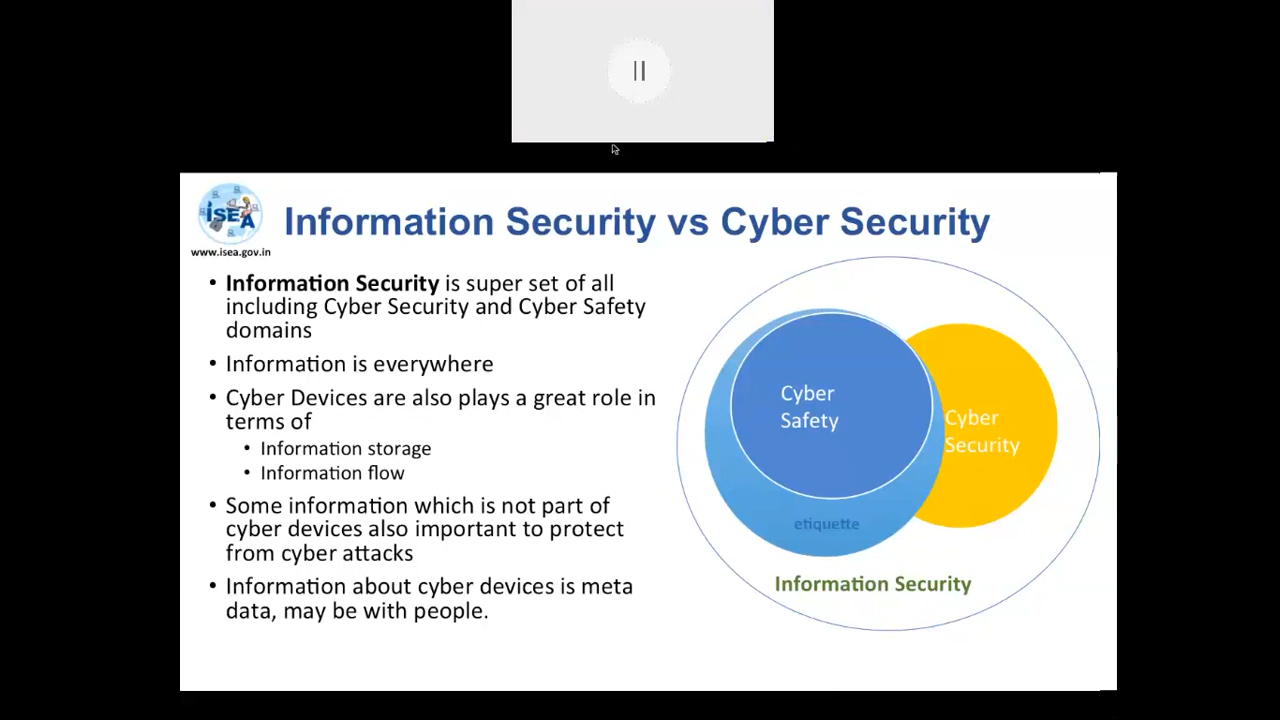 ISEA
www.isea.gov.in
Information Security vs Cyber Security
• Information Security is super set of all
including Cyber Security and Cyber Safety
domains
• Information is everywhere
• Cyber Devices are also plays a great role in
terms of
• Information storage
• Information flow
• Some information which is not part of
cyber devices also important to protect
from cyber attacks
• Information about cyber devices is meta
data, may be with people.
Cyber
Safety
Cyber
Security
etiquette
Information Security